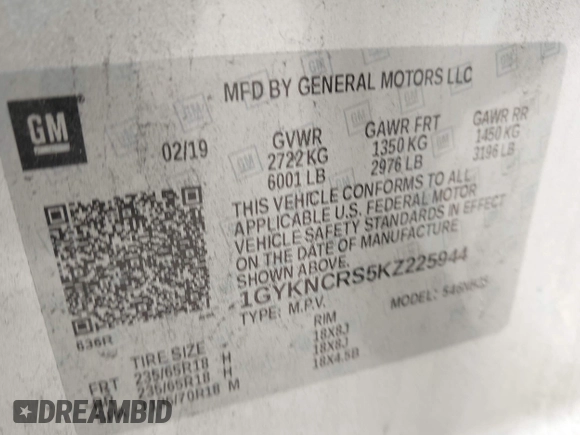 MFD BY GENERAL MOTORS LLC
GM
02/19
GVWR
2722 KG
6001 LB
GAWR FRT
1350 KG
2976 LB
GAWR RR
1450 KG
3196 LB
THIS VEHICLE CONFORMS TO ALL
APPLICABLE U.S. FEDERAL MOTOR
VEHICLE SAFETY STANDARDS IN EFFECT
ON THE DATE OF MANUFACTURE
SHOWN ABOVE.
1GYKNCRS5KZ225944
TYPE: M.P.V.
MODEL:
636R
TIRE SIZE
RIM
FRT 235/65R18 H 18X8J
235/65R18 H 18X8J
/70R18 M 18X4.5B
DREAMBID